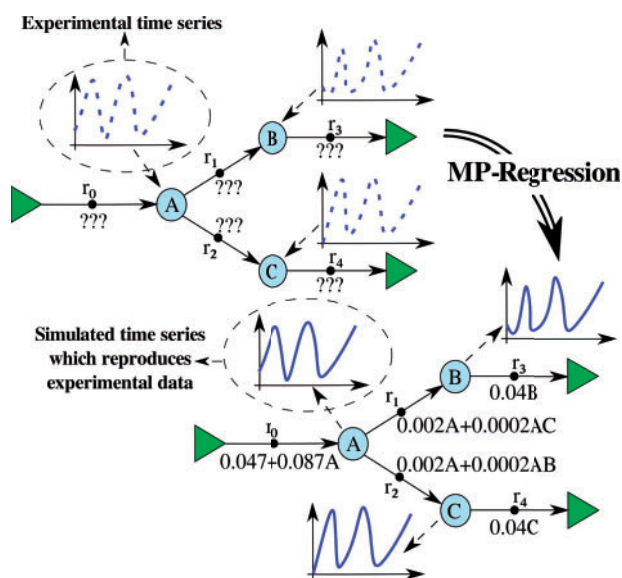 Experimental time series
B
r3
???
r1
???
MP-Regression
r0
???
A
???
r2
C
r4
???
Simulated time series
which reproduces
experimental data
B
r3
0.04B
r1
0.002A+0.0002AC
r0
0.047+0.087A
A
0.002A+0.0002AB
r2
C
r4
0.04C